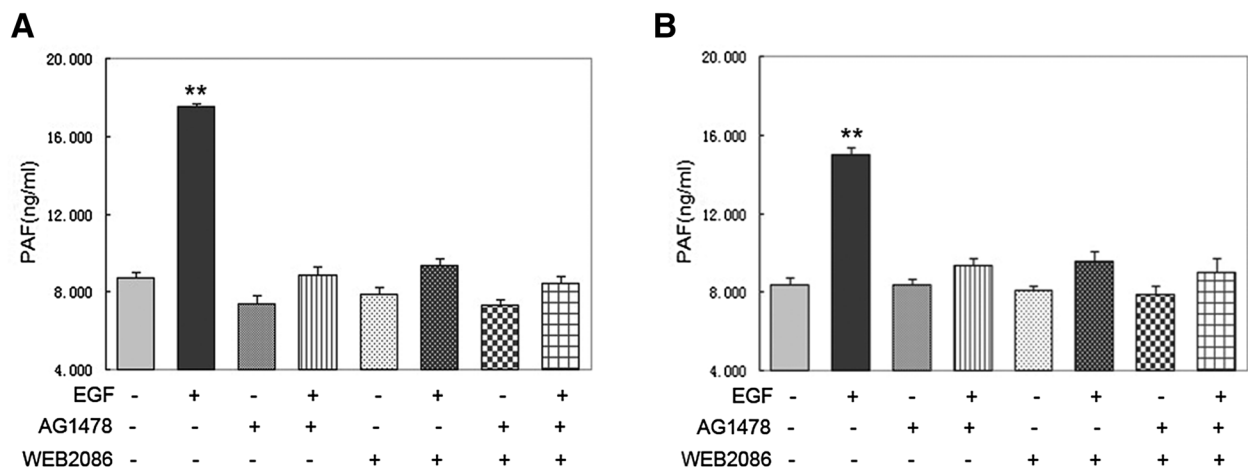 A
20.000
**
16.000
12.000
8.000
4.000
PAF(ng/ml)
EGF - + - + - + - +
AG1478 - - + + - - + +
WEB2086 - - - - + + + +
B
20.000
**
16.000
12.000
8.000
4.000
PAF(ng/ml)
EGF - + - + - + - +
AG1478 - - + + - - + +
WEB2086 - - - - + + + +